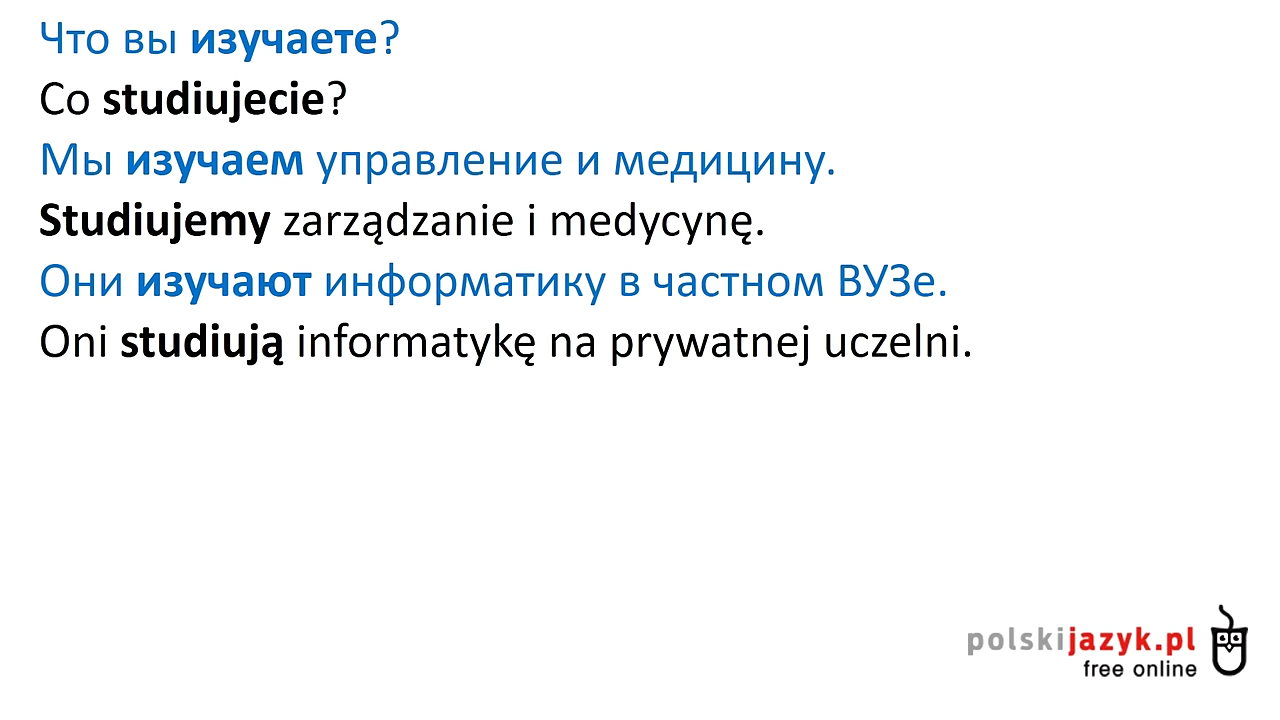 Что вы изучаете?
Co studiujecie?
Мы изучаем управление и медицину.
Studiujemy zarządzanie i medycynę.
Они изучают информатику в частном ВУЗе.
Oni studiują informatykę na prywatnej uczelni.
polskijazyk.pl
free online